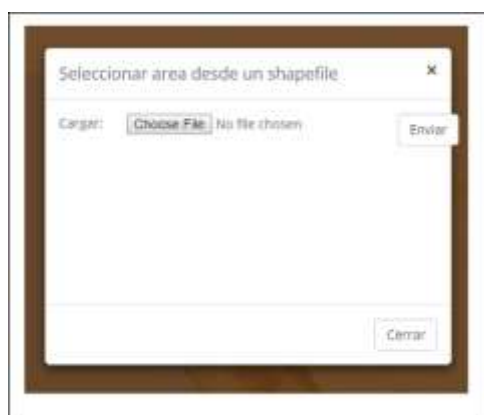 Seleccionar area desde un shapefile ×
Cargar: Choose File No file chosen Enviar
Cerrar